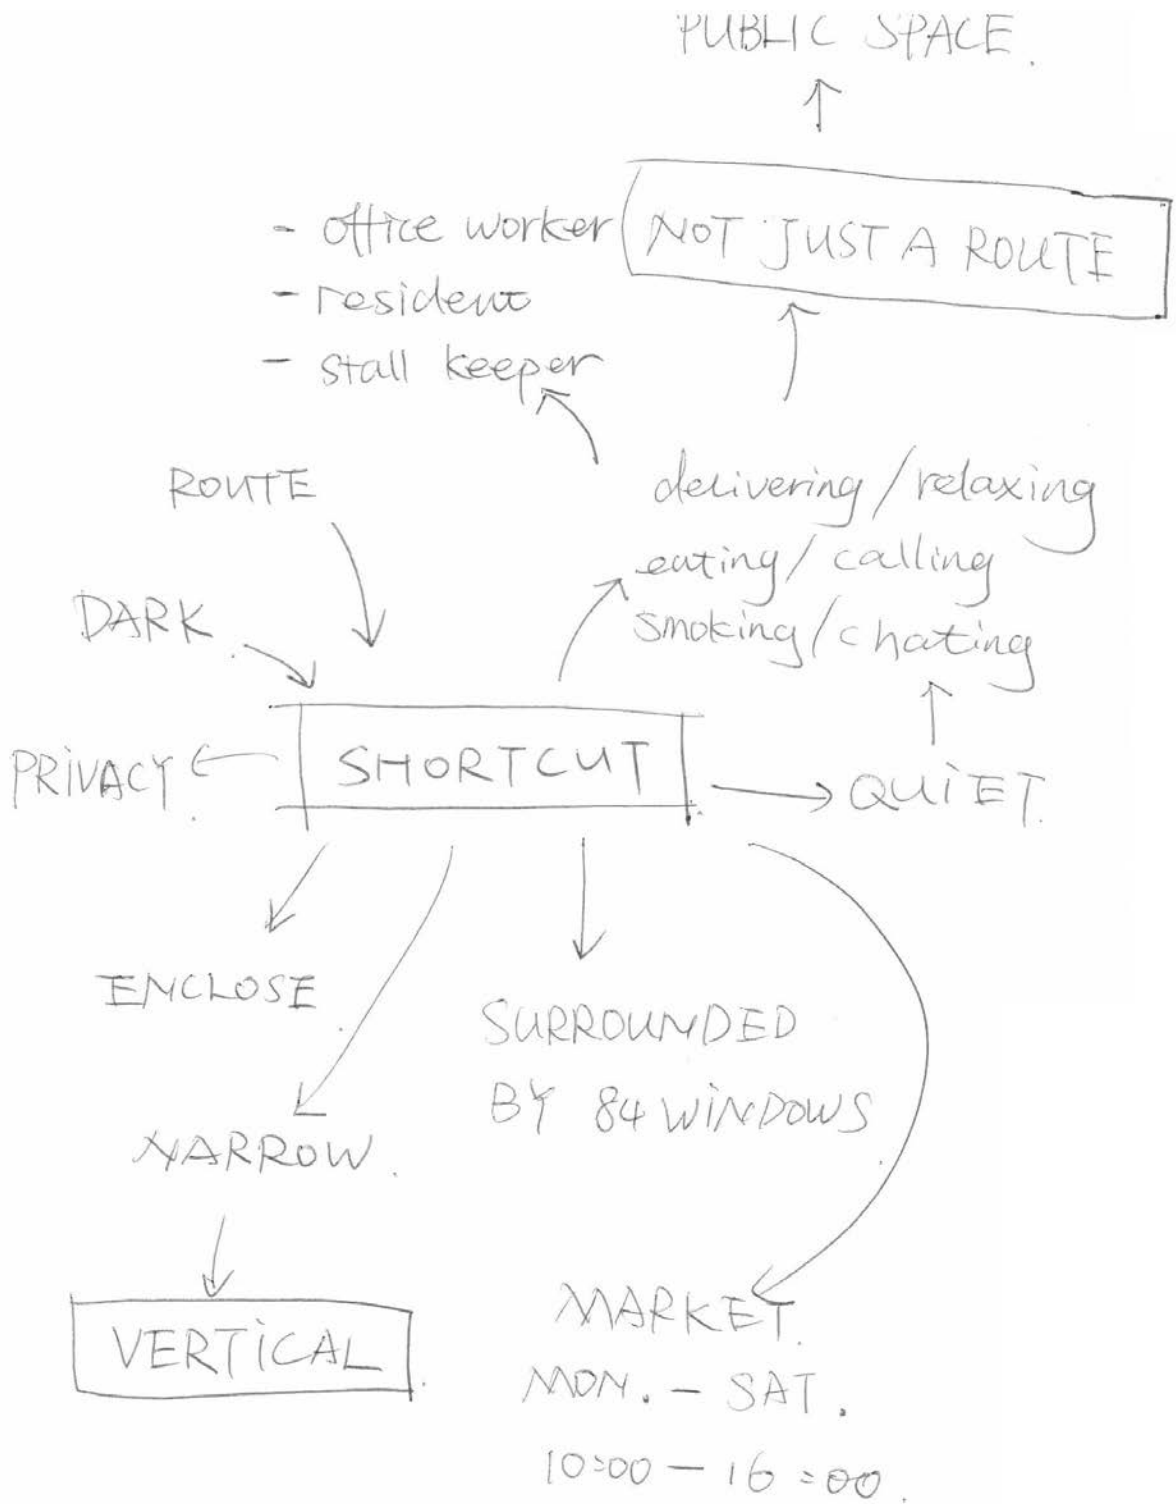 PUBLIC SPACE.
NOT JUST A ROUTE
- office worker
- resident
- stall keeper
ROUTE
delivering / relaxing
eating / calling
smoking / chating
DARK.
SHORTCUT
PRIVACY.
QUIET.
ENCLOSE.
SURROUNDED
BY 84 WINDOWS
NARROW.
VERTICAL.
MARKET.
MON. - SAT.
10:00 - 16:00.